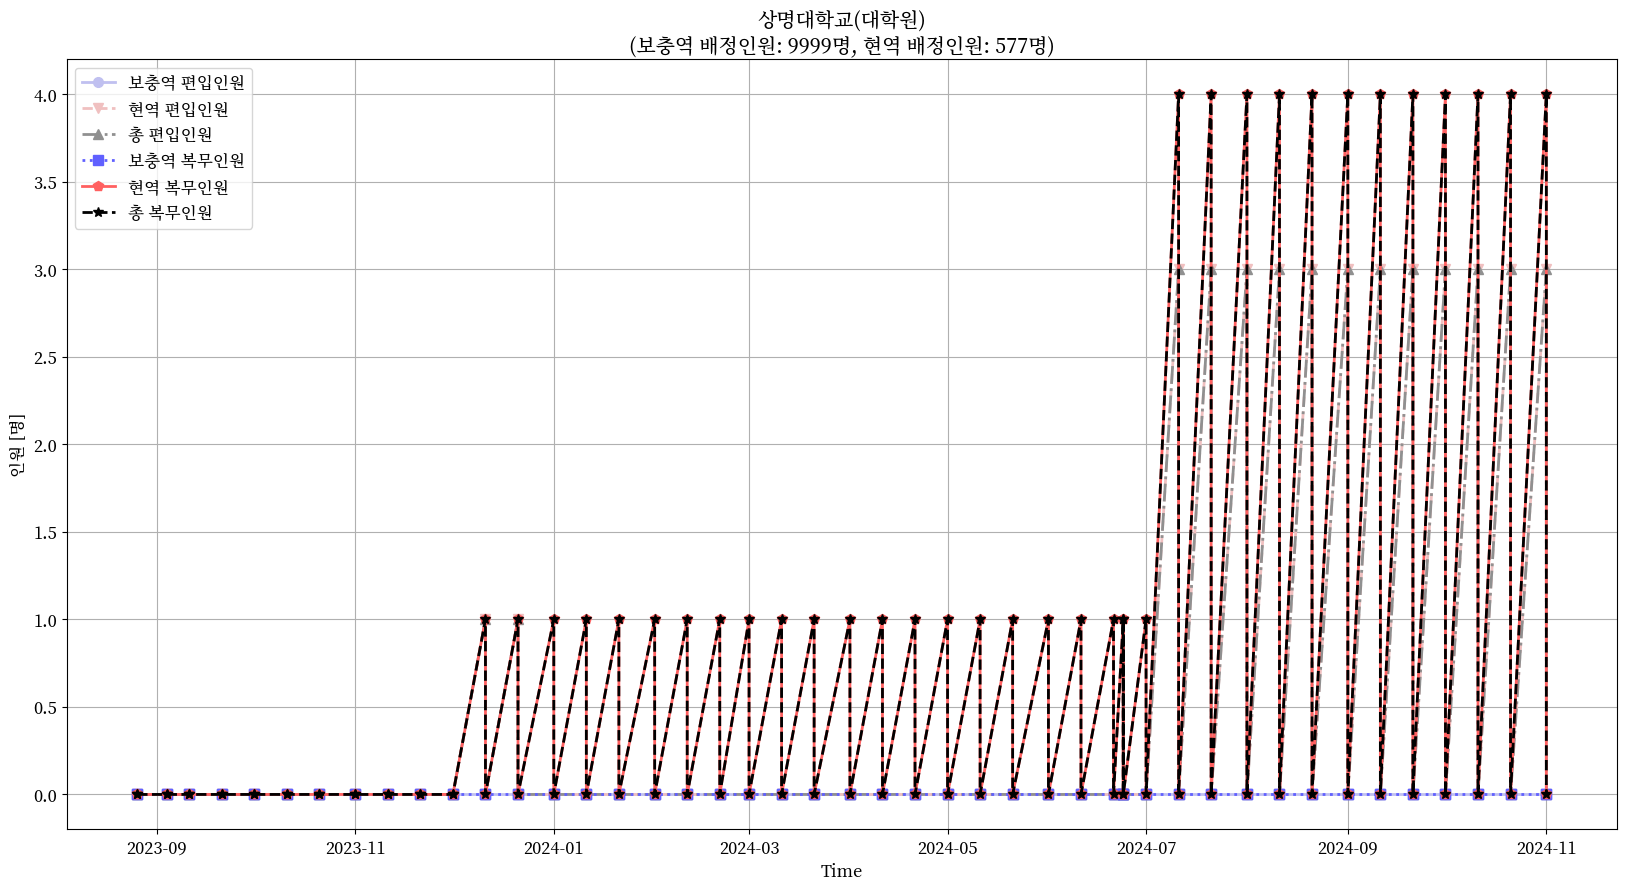 상명대학교(대학원)
(보충역 배정인원: 9999명, 현역 배정인원: 577명)
보충역 편입인원
현역 편입인원
총 편입인원
보충역 복무인원
현역 복무인원
총 복무인원
인원 [명]
4.0
3.5
3.0
2.5
2.0
1.5
1.0
0.5
0.0
2023-09
2023-11
2024-01
2024-03
2024-05
2024-07
2024-09
2024-11
Time